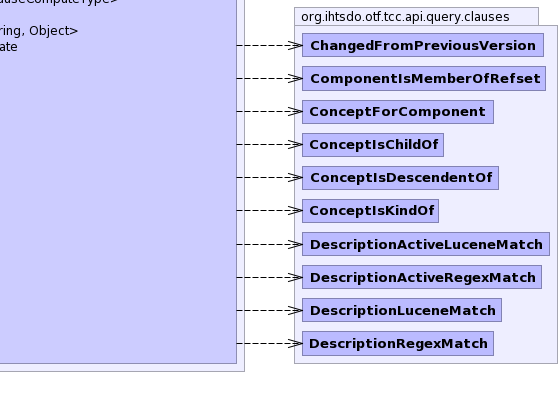 auseComputeType>
ring, Object>
ate
org.ihtsdo.otf.tcc.api.query.clauses
ChangedFromPreviousVersion
ComponentIsMemberOfRefset
ConceptForComponent
ConceptIsChildOf
ConceptIsDescendentOf
ConceptIsKindOf
DescriptionActiveLuceneMatch
DescriptionActiveRegexMatch
DescriptionLuceneMatch
DescriptionRegexMatch